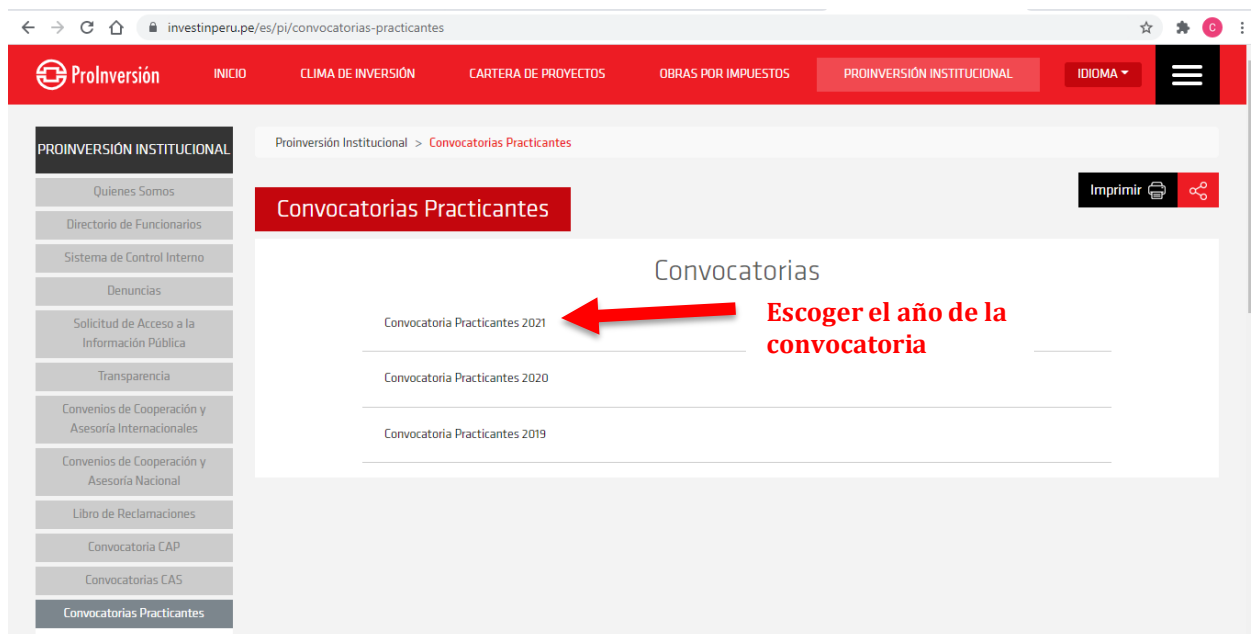 investinperu.pe/es/pi/convocatorias-practicantes
C
ProInversión
INICIO
CLIMA DE INVERSIÓN
CARTERA DE PROYECTOS
OBRAS POR IMPUESTOS
PROINVERSIÓN INSTITUCIONAL
IDIOMA
PROINVERSIÓN INSTITUCIONAL
Quienes Somos
Directorio de Funcionarios
Sistema de Control Interno
Denuncias
Solicitud de Acceso a la
Información Pública
Transparencia
Convenios de Cooperación y
Asesoría Internacionales
Convenios de Cooperación y
Asesoría Nacional
Libro de Reclamaciones
Convocatoria CAP
Convocatorias CAS
Convocatorias Practicantes
Proinversión Institucional > Convocatorias Practicantes
Imprimir
Convocatorias Practicantes
Convocatorias
Convocatoria Practicantes 2021
Escoger el año de la
convocatoria
Convocatoria Practicantes 2020
Convocatoria Practicantes 2019